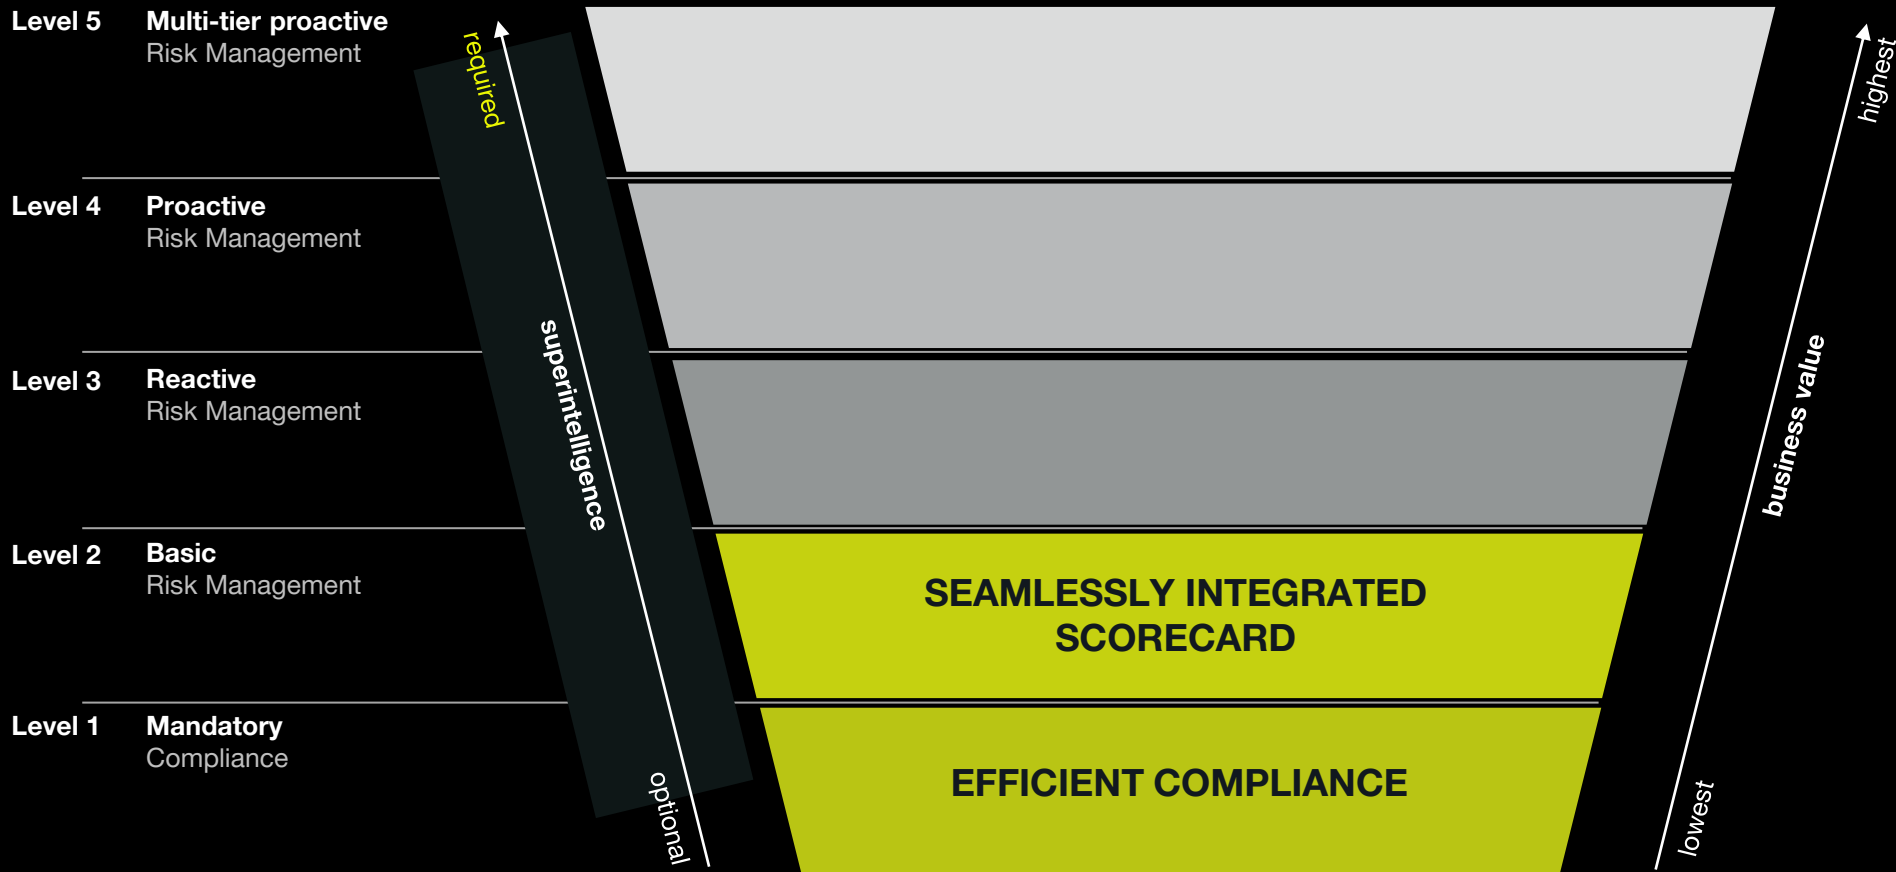 Level 5 Multi-tier proactive
Risk Management
required
highest
Level 4 Proactive
Risk Management
superintelligence
business value
Level 3 Reactive
Risk Management
Level 2 Basic
Risk Management
SEAMLESSLY INTEGRATED
SCORECARD
Level 1 Mandatory
Compliance
EFFICIENT COMPLIANCE
optional
lowest